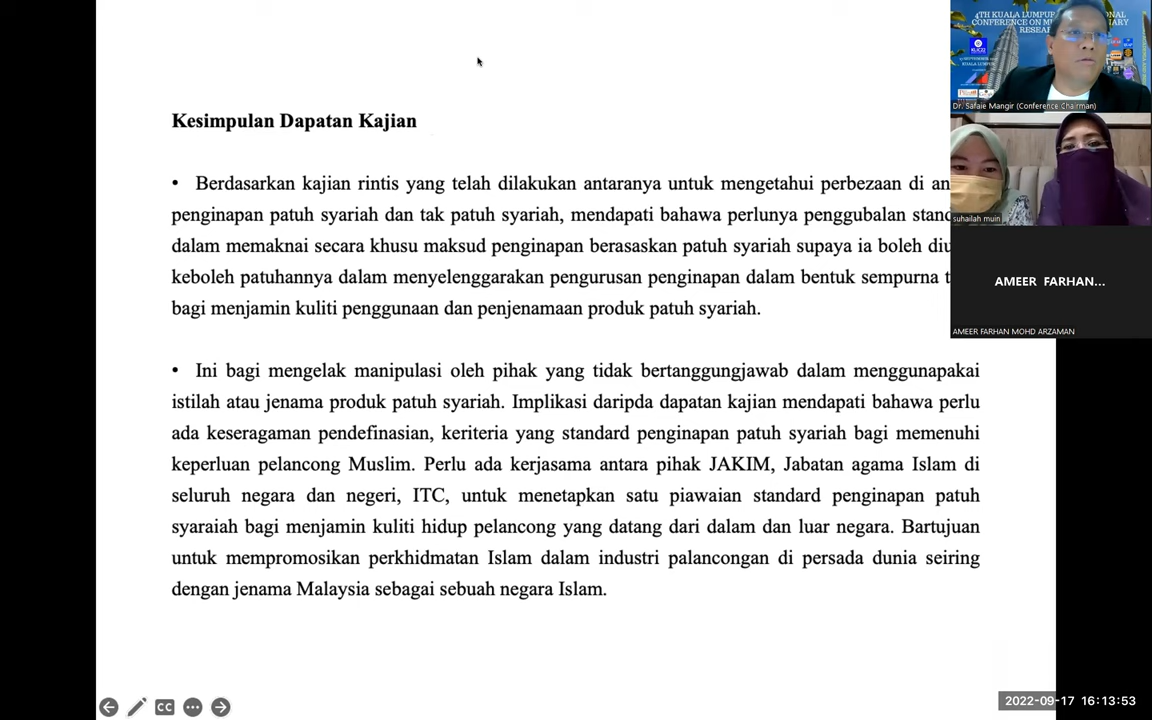 Kesimpulan Dapatan Kajian
• Berdasarkan kajian rintis yang telah dilakukan antaranya untuk mengetahui perbezaan di
penginapan patuh syariah dan tak patuh syariah, mendapati bahawa perlunya penggubalan
dalam memaknai secara khusu maksud penginapan berasaskan patuh syariah supaya ia boleh
keboleh patuhannya dalam menyelenggarakan pengurusan penginapan dalam bentuk sempurna
bagi menjamin kuliti penggunaan dan penjenamaan produk patuh syariah.
• Ini bagi mengelak manipulasi oleh pihak yang tidak bertanggungjawab dalam menggunapakai
istilah atau jenama produk patuh syariah. Implikasi daripda dapatan kajian mendapati bahawa perlu
ada keseragaman pendefinasian, keriteria yang standard penginapan patuh syariah bagi memenuhi
keperluan pelancong Muslim. Perlu ada kerjasama antara pihak JAKIM, Jabatan agama Islam di
seluruh negara dan negeri, ITC, untuk menetapkan satu piawaian standard penginapan patuh
syaraiah bagi menjamin kuliti hidup pelancong yang datang dari dalam dan luar negara. Bartujuan
untuk mempromosikan perkhidmatan Islam dalam industri palancongan di persada dunia seiring
dengan jenama Malaysia sebagai sebuah negara Islam.
4TH KUALA LUMPUR
CONFERENCE ON
Dr. Safaie Mangir (Conference Chairman)
suhailah muin
AMEER FARHAN...
AMEER FARHAN MOHD ARZAMAN
CC
2022-09-17 16:13:53